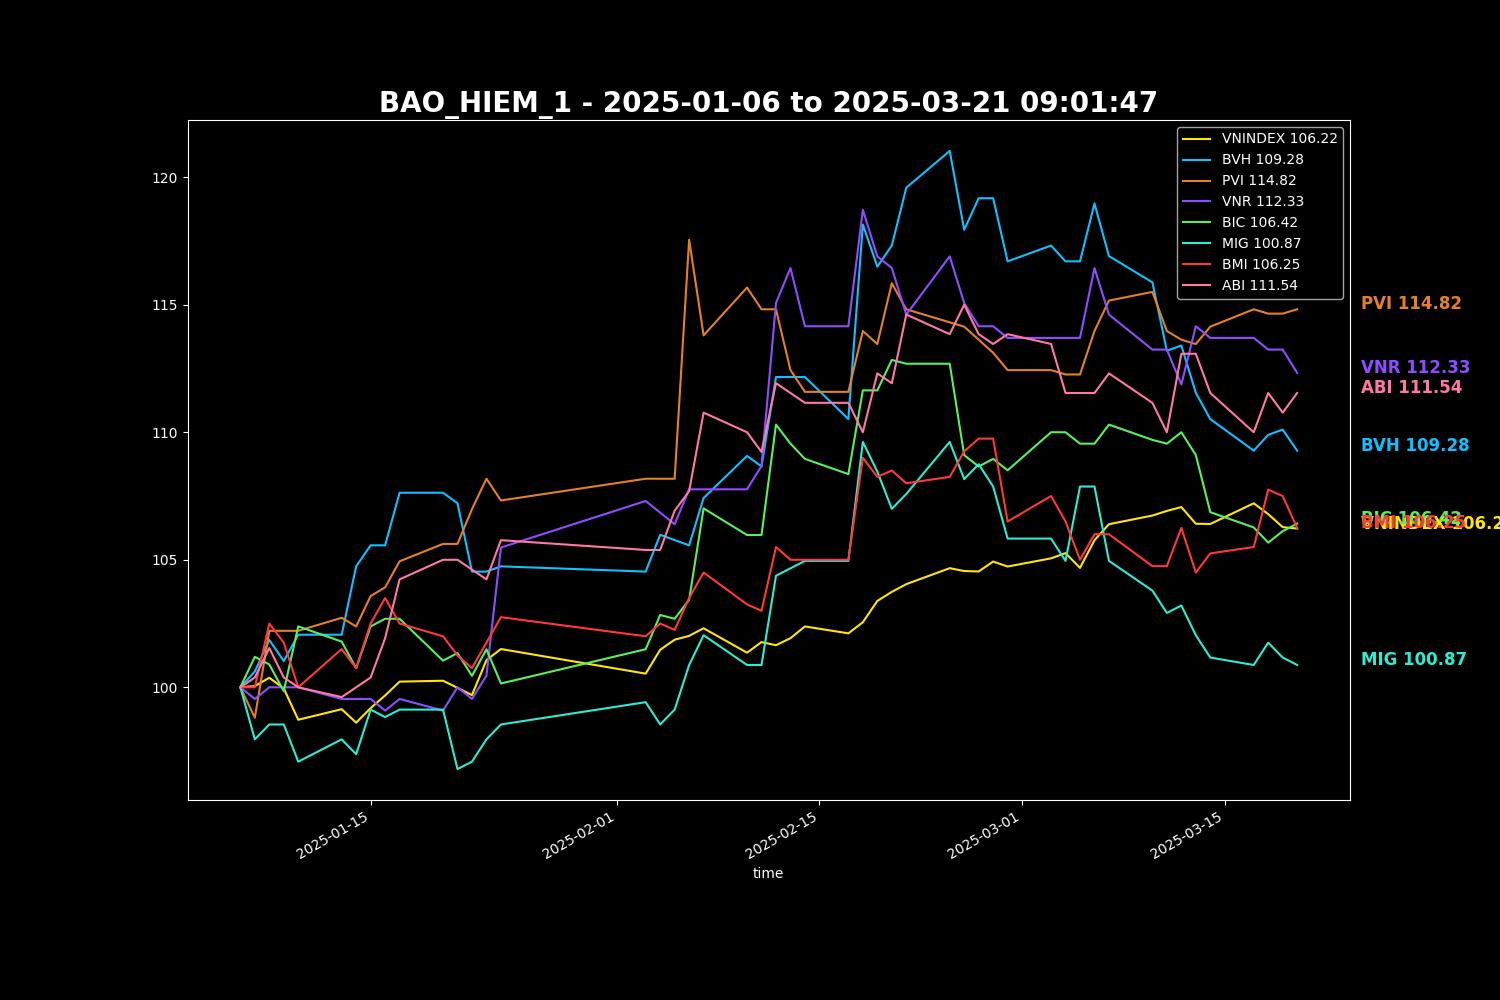 BAO_HIEM_1 - 2025-01-06 to 2025-03-21 09:01:47
VNINDEX 106.22
BVH 109.28
PVI 114.82
VNR 112.33
BIC 106.42
MIG 100.87
BMI 106.25
ABI 111.54
120
115
110
105
100
PVI 114.82
VNR 112.33
ABI 111.54
BVH 109.28
MIG 100.87
2025-01-15
2025-02-01
2025-02-15
2025-03-01
2025-03-15
time